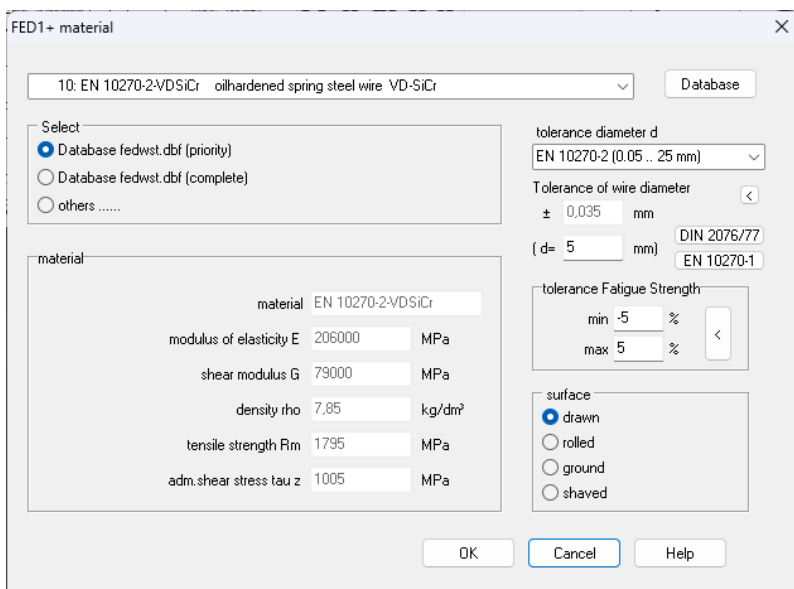 FED1+ material
10: EN 10270-2-VDSiCr oilhardened spring steel wire VD-SiCr
Database
Select
Database fedwst.dbf (priority)
Database fedwst.dbf (complete)
others ......
tolerance diameter d
EN 10270-2 (0.05 .. 25 mm)
Tolerance of wire diameter
<
± 0,035 mm
( d= 5 mm)
DIN 2076/77
EN 10270-1
tolerance Fatigue Strength
min -5 %
max 5 %
<
material
material EN 10270-2-VDSiCr
modulus of elasticity E 206000 MPa
shear modulus G 79000 MPa
density rho 7,85 kg/dm³
tensile strength Rm 1795 MPa
adm.shear stress tau z 1005 MPa
surface
drawn
rolled
ground
shaved
OK
Cancel
Help